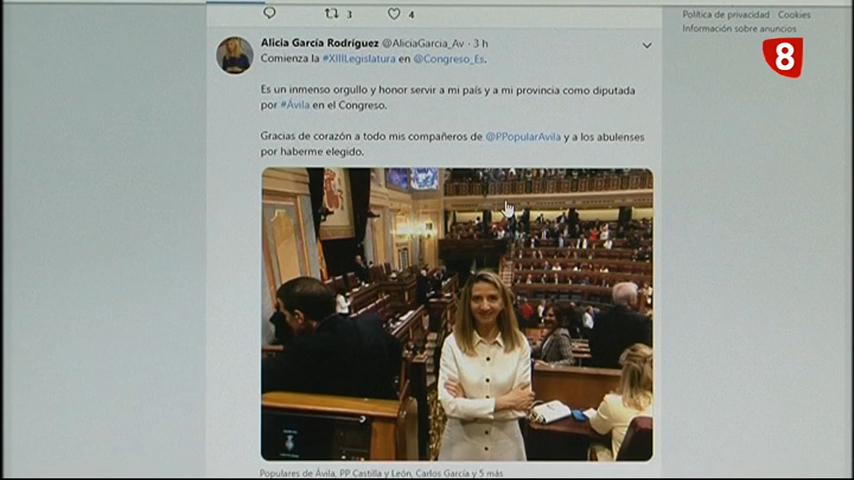 3 4
Política de privacidad Cookies
Información sobre anuncios
8
Alicia García Rodríguez @AliciaGarcia_Av · 3 h
Comienza la #XIIILegislatura en @Congreso_Es.
Es un inmenso orgullo y honor servir a mi país y a mi provincia como diputada
por #Ávila en el Congreso.
Gracias de corazón a todo mis compañeros de @PPopularAvila y a los abulenses
por haberme elegido.
Populares de Ávila, PP Castilla y León, Carlos García y 5 más